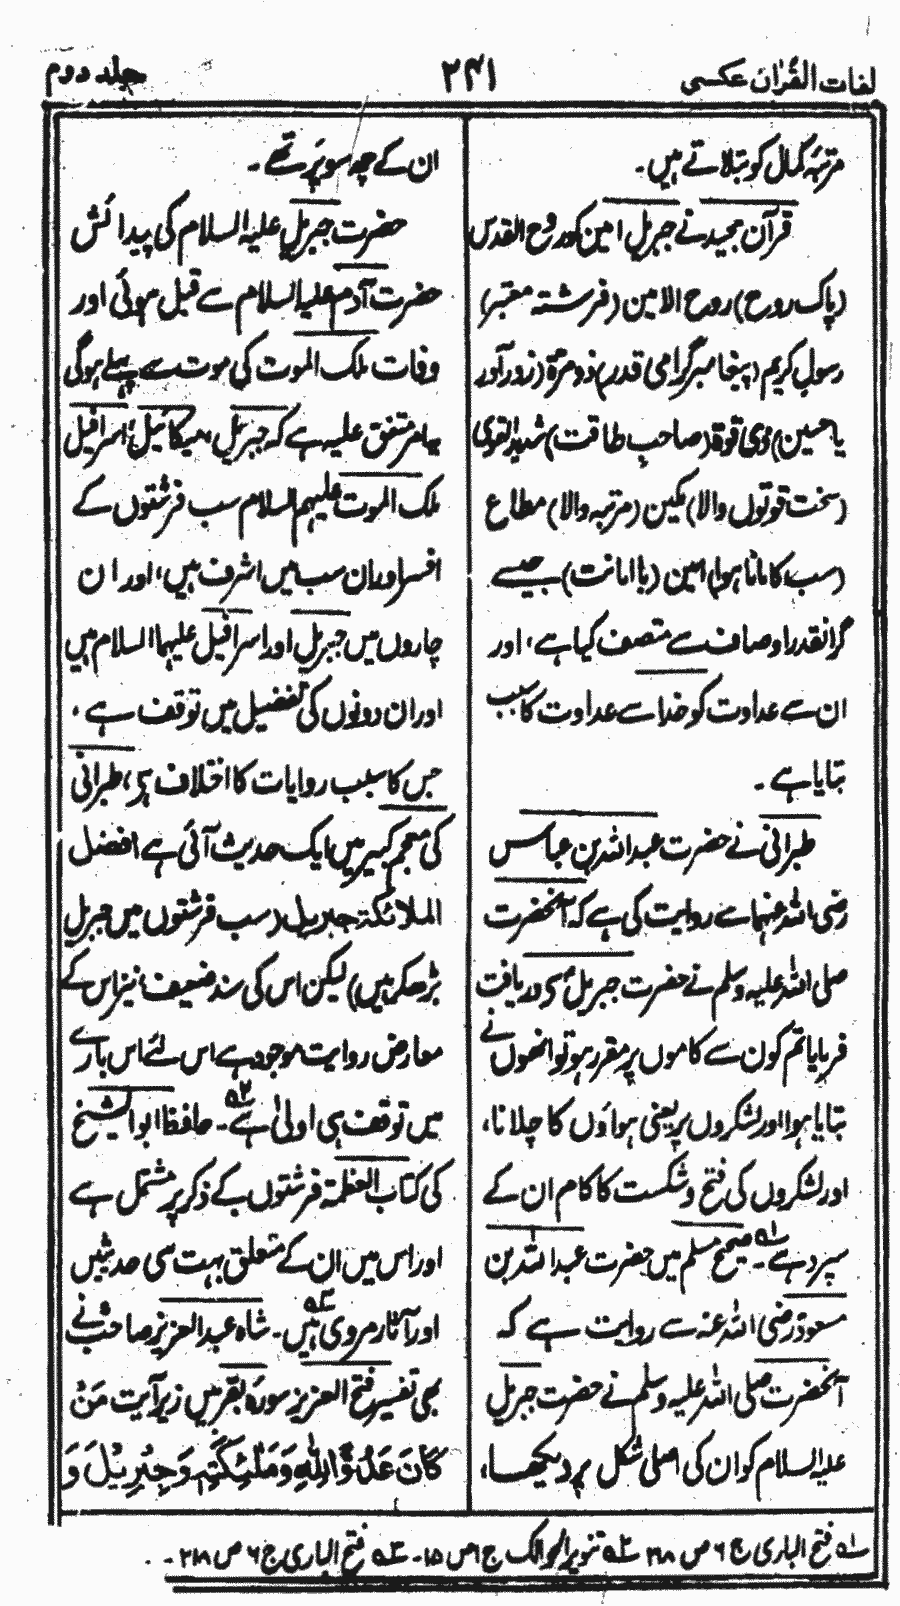 لغات القرآن عکسی
۲۴۱
جلد دوم
مرتبۂ کمال کو بتلاتے ہیں۔
قرآن مجید نے جبریل امین کو روح القدس
(پاک روح) روح الامین (فرشتہ معتبر)
رسول کریم (پیغامبر گرامی قدر) ذو مرۃ (زور آور
یا حسین) ذی قوۃ (صاحب طاقت) شدید القوی
(سخت قوتوں والا) مکین (مرتبہ والا) مطاع
(سب کا مانا ہوا) امین (با امانت) جیسے
گرانقدر اوصاف سے متصف کیا ہے، اور
ان سے عداوت کو خدا سے عداوت کا سبب
بتایا ہے۔
طبرانی نے حضرت عبداللہ بن عباس
رضی اللہ عنہما سے روایت کی ہے کہ آنحضرت
صلی اللہ علیہ وسلم نے حضرت جبریلؑ سے دریافت
فرمایا تم کون سے کاموں پر مقرر ہو تو انھوں نے
بتایا ہوا اور لشکروں پر یعنی ہواؤں کا چلانا،
اور لشکروں کی فتح و شکست کا کام ان کے
سپرد ہے۔ ۱ صحیح مسلم میں حضرت عبداللہ بن
مسعود رضی اللہ عنہ سے روایت ہے کہ
آنحضرت صلی اللہ علیہ وسلم نے حضرت جبریل
علیہ السلام کو ان کی اصلی شکل پر دیکھا،
ان کے چھ سو پر تھے۔
حضرت جبریل علیہ السلام کی پیدائش
حضرت آدم علیہ السلام سے قبل ہوئی اور
وفات ملک الموت کی موت سے پہلے ہوگی
یہ امر متفق علیہ ہے کہ جبریل، میکائیل، اسرافیل
ملک الموت علیہم السلام سب فرشتوں کے
افسر اور ان سب میں اشرف ہیں، اور ان
چاروں میں جبریل اور اسرافیل علیہما السلام ہیں
اور ان دونوں کی تفضیل میں توقف ہے،
جس کا سبب روایات کا اختلاف ہے، طبرانی
کی معجم کبیر میں ایک حدیث آئی ہے افضل
الملائکۃ جبریل (سب فرشتوں میں جبریل
بڑھکر ہیں) لیکن اس کی سند ضعیف، نیز اس کے
معارض روایت موجود ہے اس لئے اس بارے
میں توقف ہی اولیٰ ہے۔ ۲ حافظ ابو الشیخ
کی کتاب العظمۃ فرشتوں کے ذکر پر مشتمل ہے
اور اس میں ان کے متعلق بہت سی حدیثیں
اور آثار مروی ہیں۔ ۳ شاہ عبدالعزیز صاحب نے
بھی تفسیر فتح العزیز سورہ بقر میں زیر آیت مَنْ
كَانَ عَدُوًّا لِلّٰهِ وَمَلٰئِكَتِهٖ وَجِبْرِيْلَ وَ
۱ فتح الباری ج ۶ ص ۲۱۸ ۲ تنویر الحوالک ج ۱ ص ۱۵۔ ۳ فتح الباری ج ۶ ص ۲۱۸۔